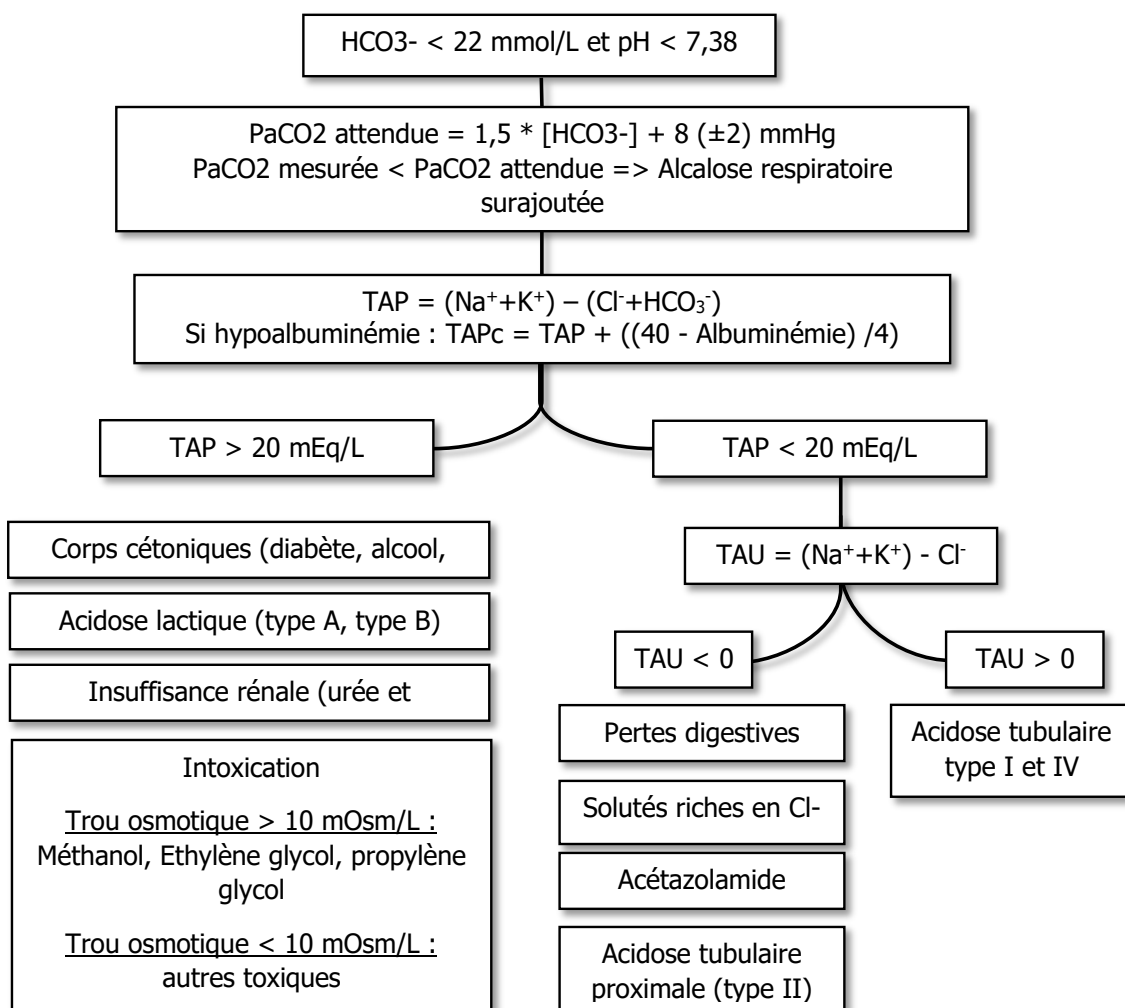 HCO3- < 22 mmol/L et pH < 7,38
PaCO2 attendue = 1,5 * [HCO3-] + 8 (±2) mmHg
PaCO2 mesurée < PaCO2 attendue => Alcalose respiratoire
surajoutée
TAP = (Na⁺+K⁺) – (Cl⁻+HCO₃⁻)
Si hypoalbuminémie : TAPc = TAP + ((40 - Albuminémie) /4)
TAP > 20 mEq/L
Corps cétoniques (diabète, alcool,
Acidose lactique (type A, type B)
Insuffisance rénale (urée et
Intoxication
Trou osmotique > 10 mOsm/L :
Méthanol, Ethylène glycol, propylène
glycol
Trou osmotique < 10 mOsm/L :
autres toxiques
TAP < 20 mEq/L
TAU = (Na⁺+K⁺) - Cl⁻
TAU < 0
Pertes digestives
Solutés riches en Cl-
Acétazolamide
Acidose tubulaire
proximale (type II)
TAU > 0
Acidose tubulaire
type I et IV